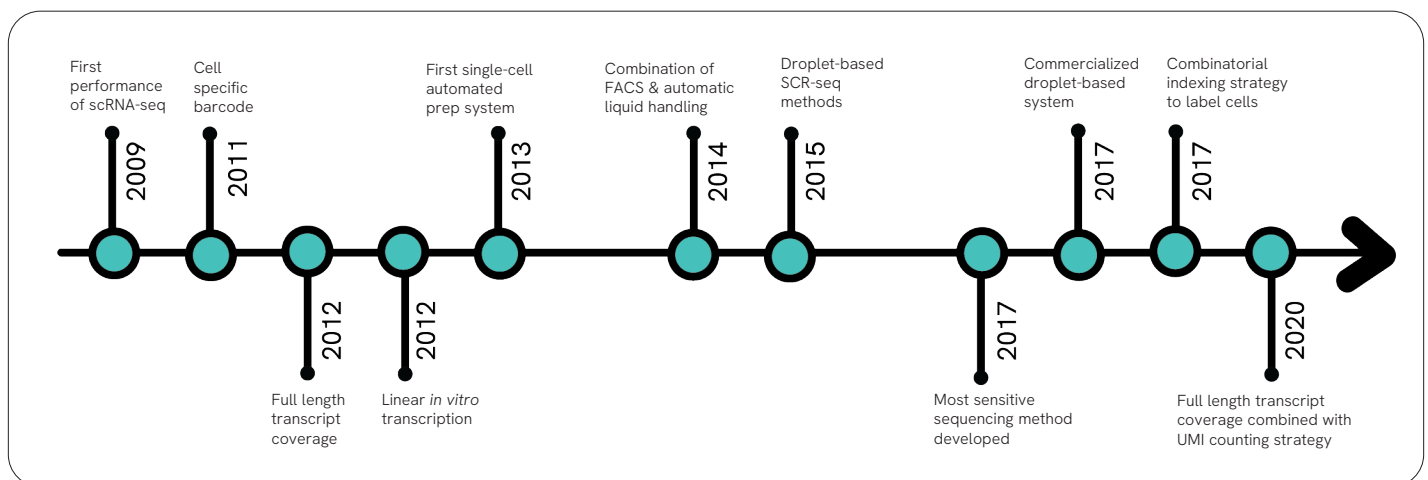 First
performance
of scRNA-seq
2009
Cell
specific
barcode
2011
Full length
transcript
coverage
2012
Linear in vitro
transcription
2012
First single-cell
automated
prep system
2013
Combination of
FACS & automatic
liquid handling
2014
Droplet-based
SCR-seq
methods
2015
Most sensitive
sequencing method
developed
2017
Commercialized
droplet-based
system
2017
Combinatorial
indexing strategy
to label cells
2017
Full length transcript
coverage combined with
UMI counting strategy
2020